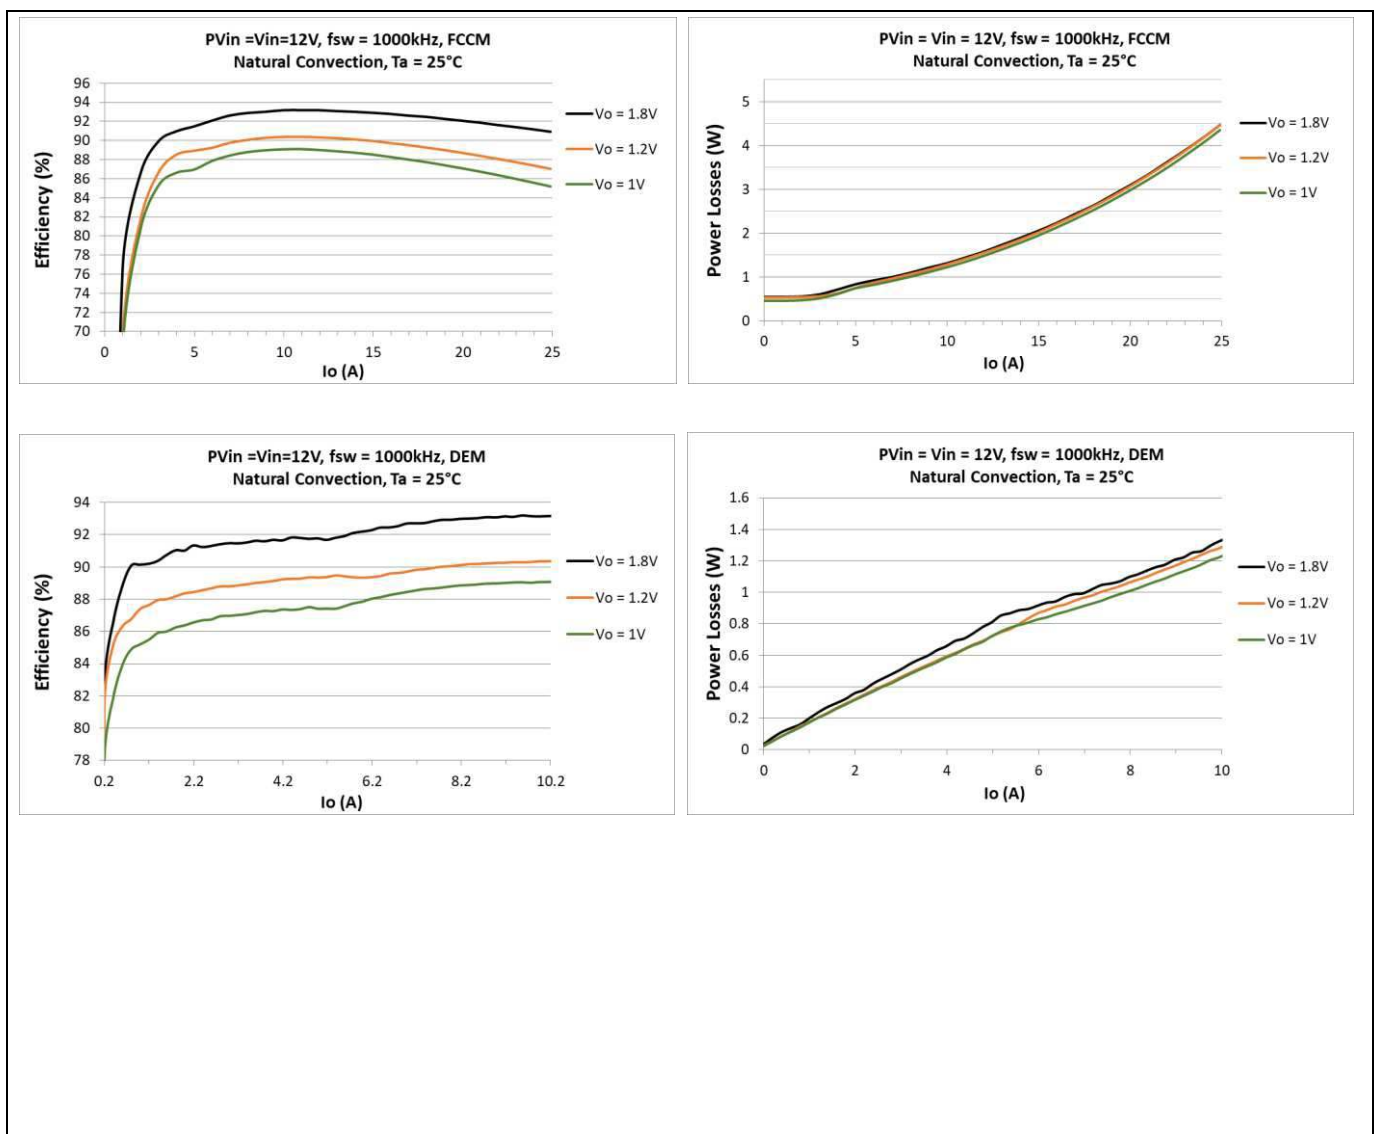 PVin =Vin=12V, fsw = 1000kHz, FCCM
Natural Convection, Ta = 25°C
Efficiency (%)
96
94
92
90
88
86
84
82
80
78
76
74
72
70
0 5 10 15 20 25
Io (A)
Vo = 1.8V
Vo = 1.2V
Vo = 1V
PVin = Vin = 12V, fsw = 1000kHz, FCCM
Natural Convection, Ta = 25°C
Power Losses (W)
5
4
3
2
1
0
0 5 10 15 20 25
Io (A)
Vo = 1.8V
Vo = 1.2V
Vo = 1V
PVin =Vin=12V, fsw = 1000kHz, DEM
Natural Convection, Ta = 25°C
Efficiency (%)
94
92
90
88
86
84
82
80
78
0.2 2.2 4.2 6.2 8.2 10.2
Io (A)
Vo = 1.8V
Vo = 1.2V
Vo = 1V
PVin = Vin = 12V, fsw = 1000kHz, DEM
Natural Convection, Ta = 25°C
Power Losses (W)
1.6
1.4
1.2
1
0.8
0.6
0.4
0.2
0
0 2 4 6 8 10
Io (A)
Vo = 1.8V
Vo = 1.2V
Vo = 1V